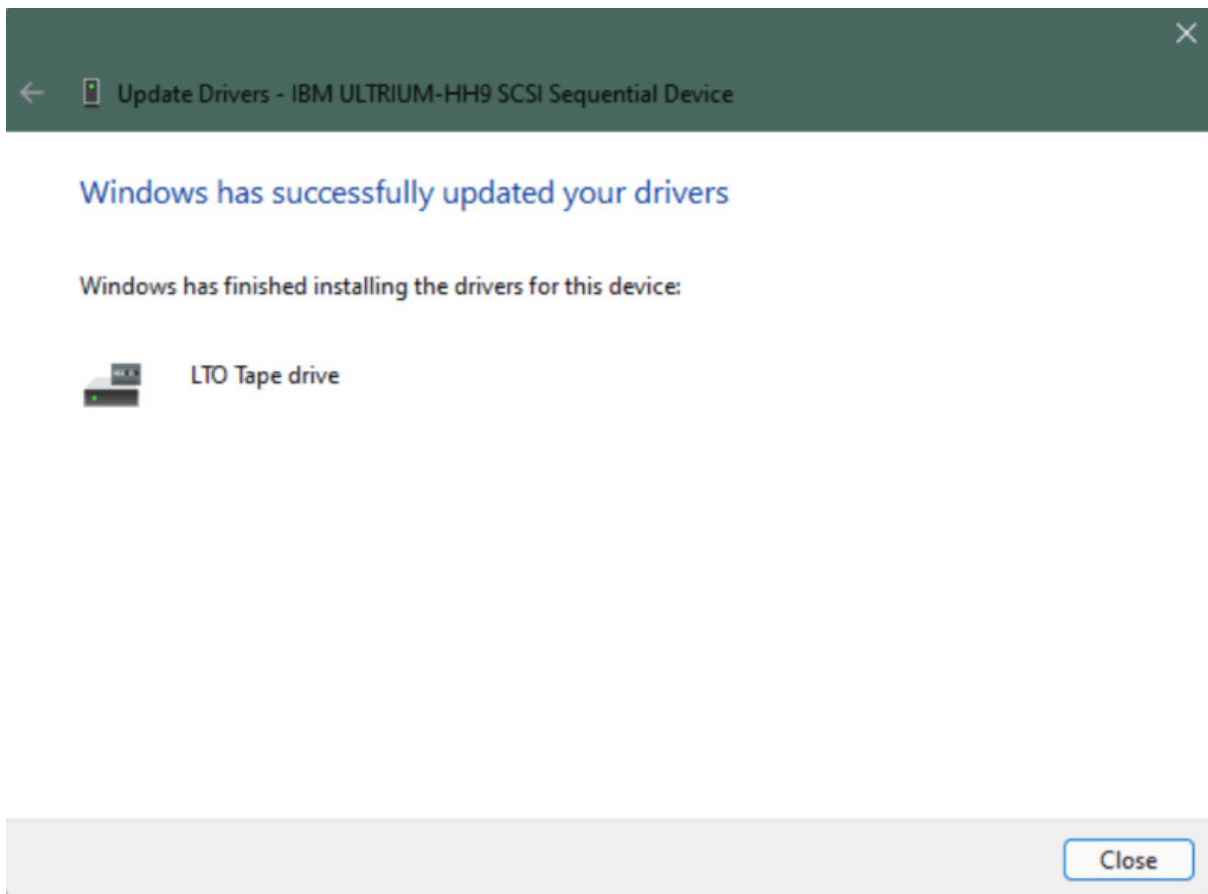 Update Drivers - IBM ULTRIUM-HH9 SCSI Sequential Device
Windows has successfully updated your drivers
Windows has finished installing the drivers for this device:
LTO Tape drive
Close